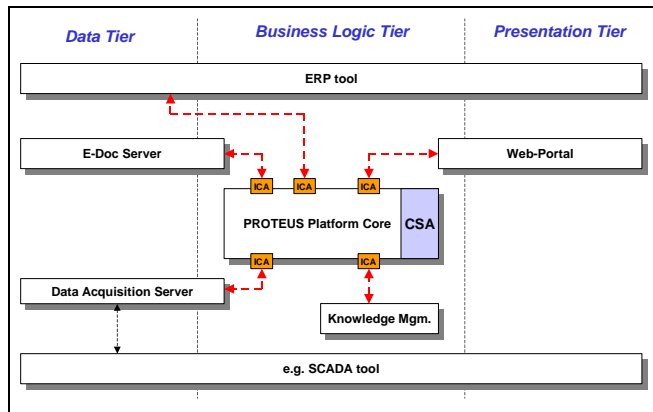 Data Tier
Business Logic Tier
Presentation Tier
ERP tool
E-Doc Server
Web-Portal
ICA
ICA
ICA
PROTEUS Platform Core
CSA
ICA
ICA
Data Acquisition Server
Knowledge Mgm.
e.g. SCADA tool